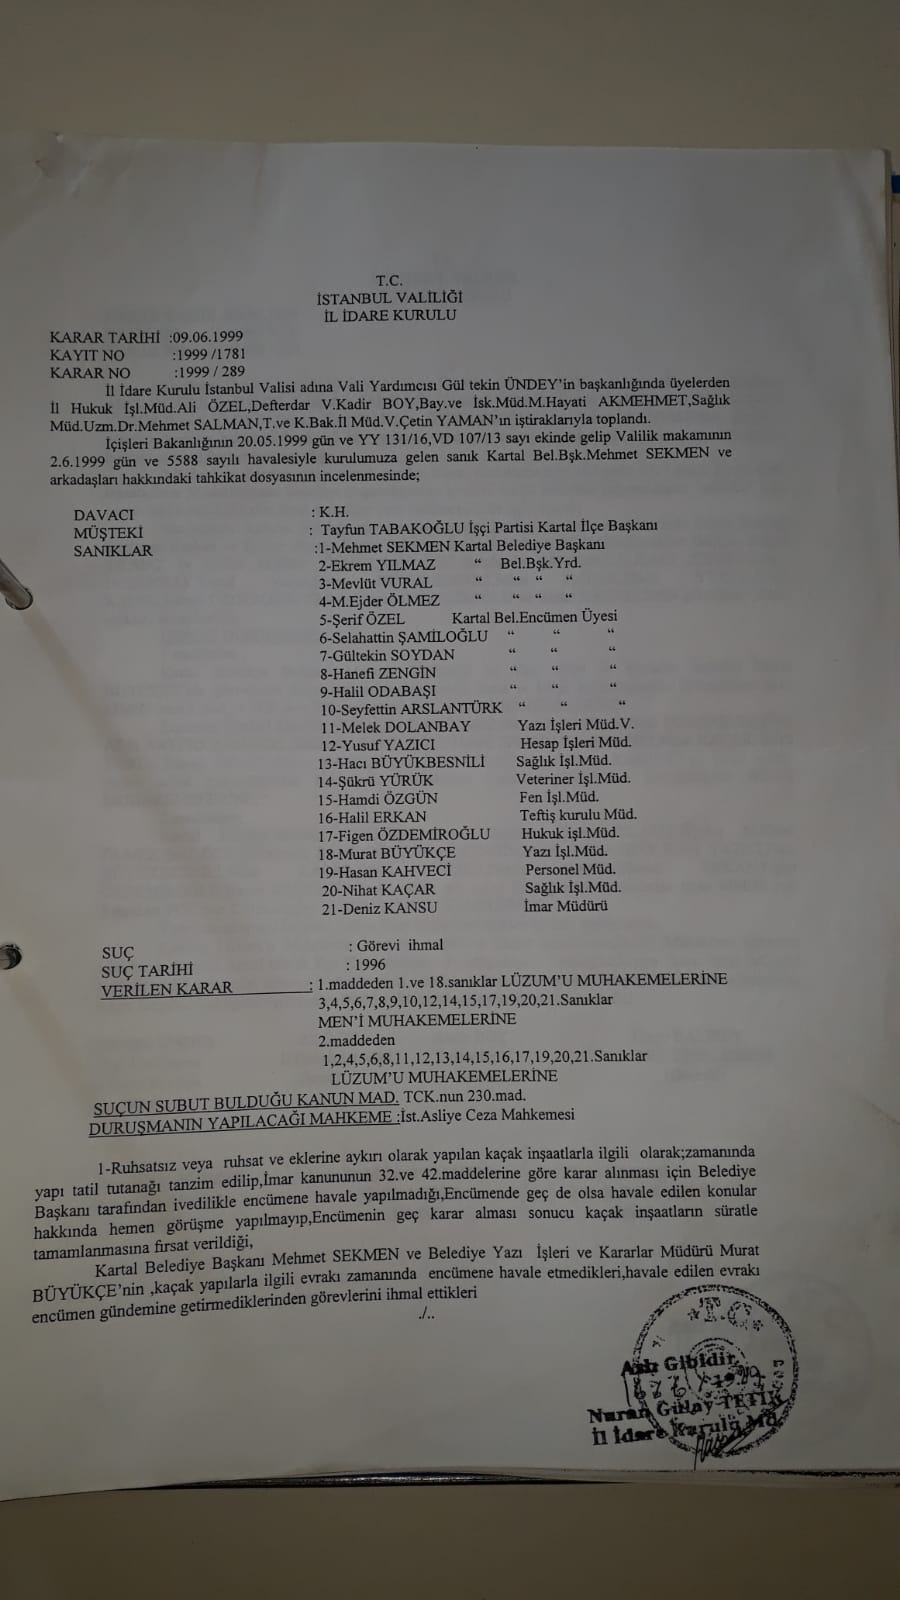 T.C.
İSTANBUL VALİLİĞİ
İL İDARE KURULU
KARAR TARİHİ :09.06.1999
KAYIT NO :1999 /1781
KARAR NO :1999 / 289
İl İdare Kurulu İstanbul Valisi adına Vali Yardımcısı Gül tekin ÜNDEY'in başkanlığında üyelerden
İl Hukuk İşl.Müd.Ali ÖZEL,Defterdar V.Kadir BOY,Bay.ve İsk.Müd.M.Hayati AKMEHMET,Sağlık
Müd.Uzm.Dr.Mehmet SALMAN,T.ve K.Bak.İl Müd.V.Çetin YAMAN'ın iştiraklarıyla toplandı.
İçişleri Bakanlığının 20.05.1999 gün ve YY 131/16,VD 107/13 sayı ekinde gelip Valilik makamının
2.6.1999 gün ve 5588 sayılı havalesiyle kurulumuza gelen sanık Kartal Bel.Bşk.Mehmet SEKMEN ve
arkadaşları hakkındaki tahkikat dosyasının incelenmesinde;
DAVACI : K.H.
MÜŞTEKİ : Tayfun TABAKOĞLU İşçi Partisi Kartal İlçe Başkanı
SANIKLAR :1-Mehmet SEKMEN Kartal Belediye Başkanı
2-Ekrem YILMAZ “ Bel.Bşk.Yrd.
3-Mevlüt VURAL “ “ “ “
4-M.Ejder ÖLMEZ “ “ “ “
5-Şerif ÖZEL Kartal Bel.Encümen Üyesi
6-Selahattin ŞAMİLOĞLU “ “ “
7-Gültekin SOYDAN “ “ “
8-Hanefi ZENGİN “ “ “
9-Halil ODABAŞI “ “ “
10-Seyfettin ARSLANTÜRK “ “ “
11-Melek DOLANBAY Yazı İşleri Müd.V.
12-Yusuf YAZICI Hesap İşleri Müd.
13-Hacı BÜYÜKBESNİLİ Sağlık İşl.Müd.
14-Şükrü YÜRÜK Veteriner İşl.Müd.
15-Hamdi ÖZGÜN Fen İşl.Müd.
16-Halil ERKAN Teftiş kurulu Müd.
17-Figen ÖZDEMİROĞLU Hukuk işl.Müd.
18-Murat BÜYÜKÇE Yazı İşl.Müd.
19-Hasan KAHVECİ Personel Müd.
20-Nihat KAÇAR Sağlık İşl.Müd.
21-Deniz KANSU İmar Müdürü
SUÇ : Görevi ihmal
SUÇ TARİHİ : 1996
VERİLEN KARAR : 1.maddeden 1.ve 18.sanıklar LÜZUM'U MUHAKEMELERİNE
3,4,5,6,7,8,9,10,12,14,15,17,19,20,21.Sanıklar
MEN'İ MUHAKEMELERİNE
2.maddeden
1,2,4,5,6,8,11,12,13,14,15,16,17,19,20,21.Sanıklar
LÜZUM'U MUHAKEMELERİNE
SUÇUN SUBUT BULDUĞU KANUN MAD. TCK.nun 230.mad.
DURUŞMANIN YAPILACAĞI MAHKEME :İst.Asliye Ceza Mahkemesi
1-Ruhsatsız veya ruhsat ve eklerine aykırı olarak yapılan kaçak inşaatlarla ilgili olarak;zamanında
yapı tatil tutanağı tanzim edilip,İmar kanununun 32.ve 42.maddelerine göre karar alınması için Belediye
Başkanı tarafından ivedilikle encümene havale yapılmadığı,Encümende geç de olsa havale edilen konular
hakkında hemen görüşme yapılmayıp,Encümenin geç karar alması sonucu kaçak inşaatların süratle
tamamlanmasına fırsat verildiği,
Kartal Belediye Başkanı Mehmet SEKMEN ve Belediye Yazı İşleri ve Kararlar Müdürü Murat
BÜYÜKÇE'nin ,kaçak yapılarla ilgili evrakı zamanında encümene havale etmedikleri,havale edilen evrakı
encümen gündemine getirmediklerinden görevlerini ihmal ettikleri
./..
T.C.
Aslı Gibidir
Nuran Gülay TETİK
İl İdare Kurulu Md.